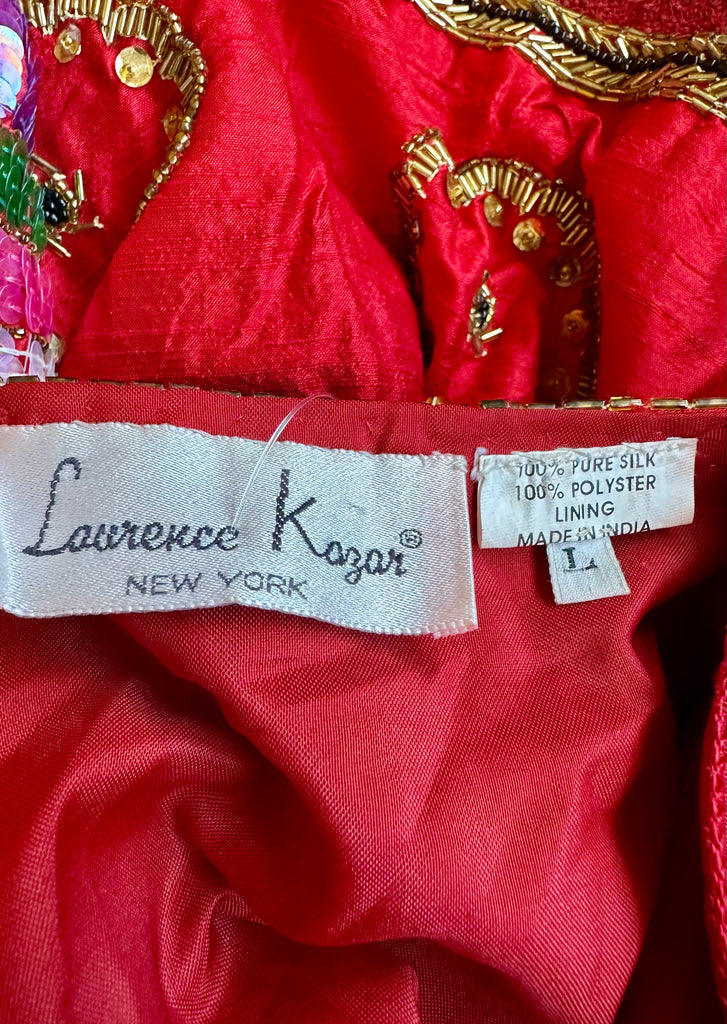 Laurence Kazar®
NEW YORK
100% PURE SILK
100% POLYSTER
LINING
MADE IN INDIA
L